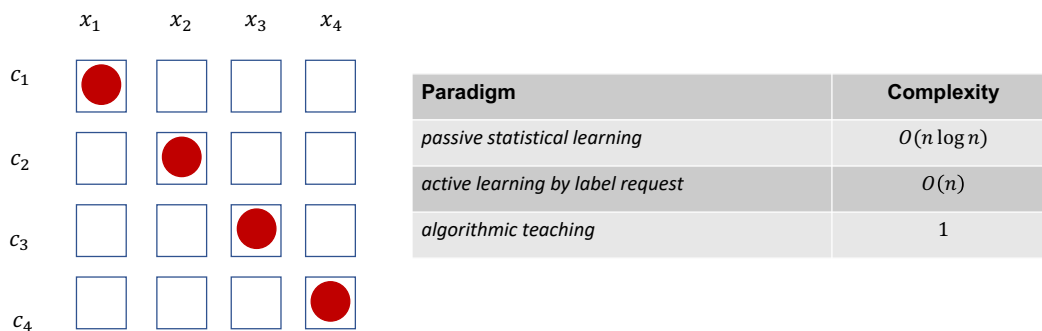 x₁ x₂ x₃ x₄
c₁
c₂
c₃
c₄
Paradigm Complexity
passive statistical learning O(n log n)
active learning by label request O(n)
algorithmic teaching 1